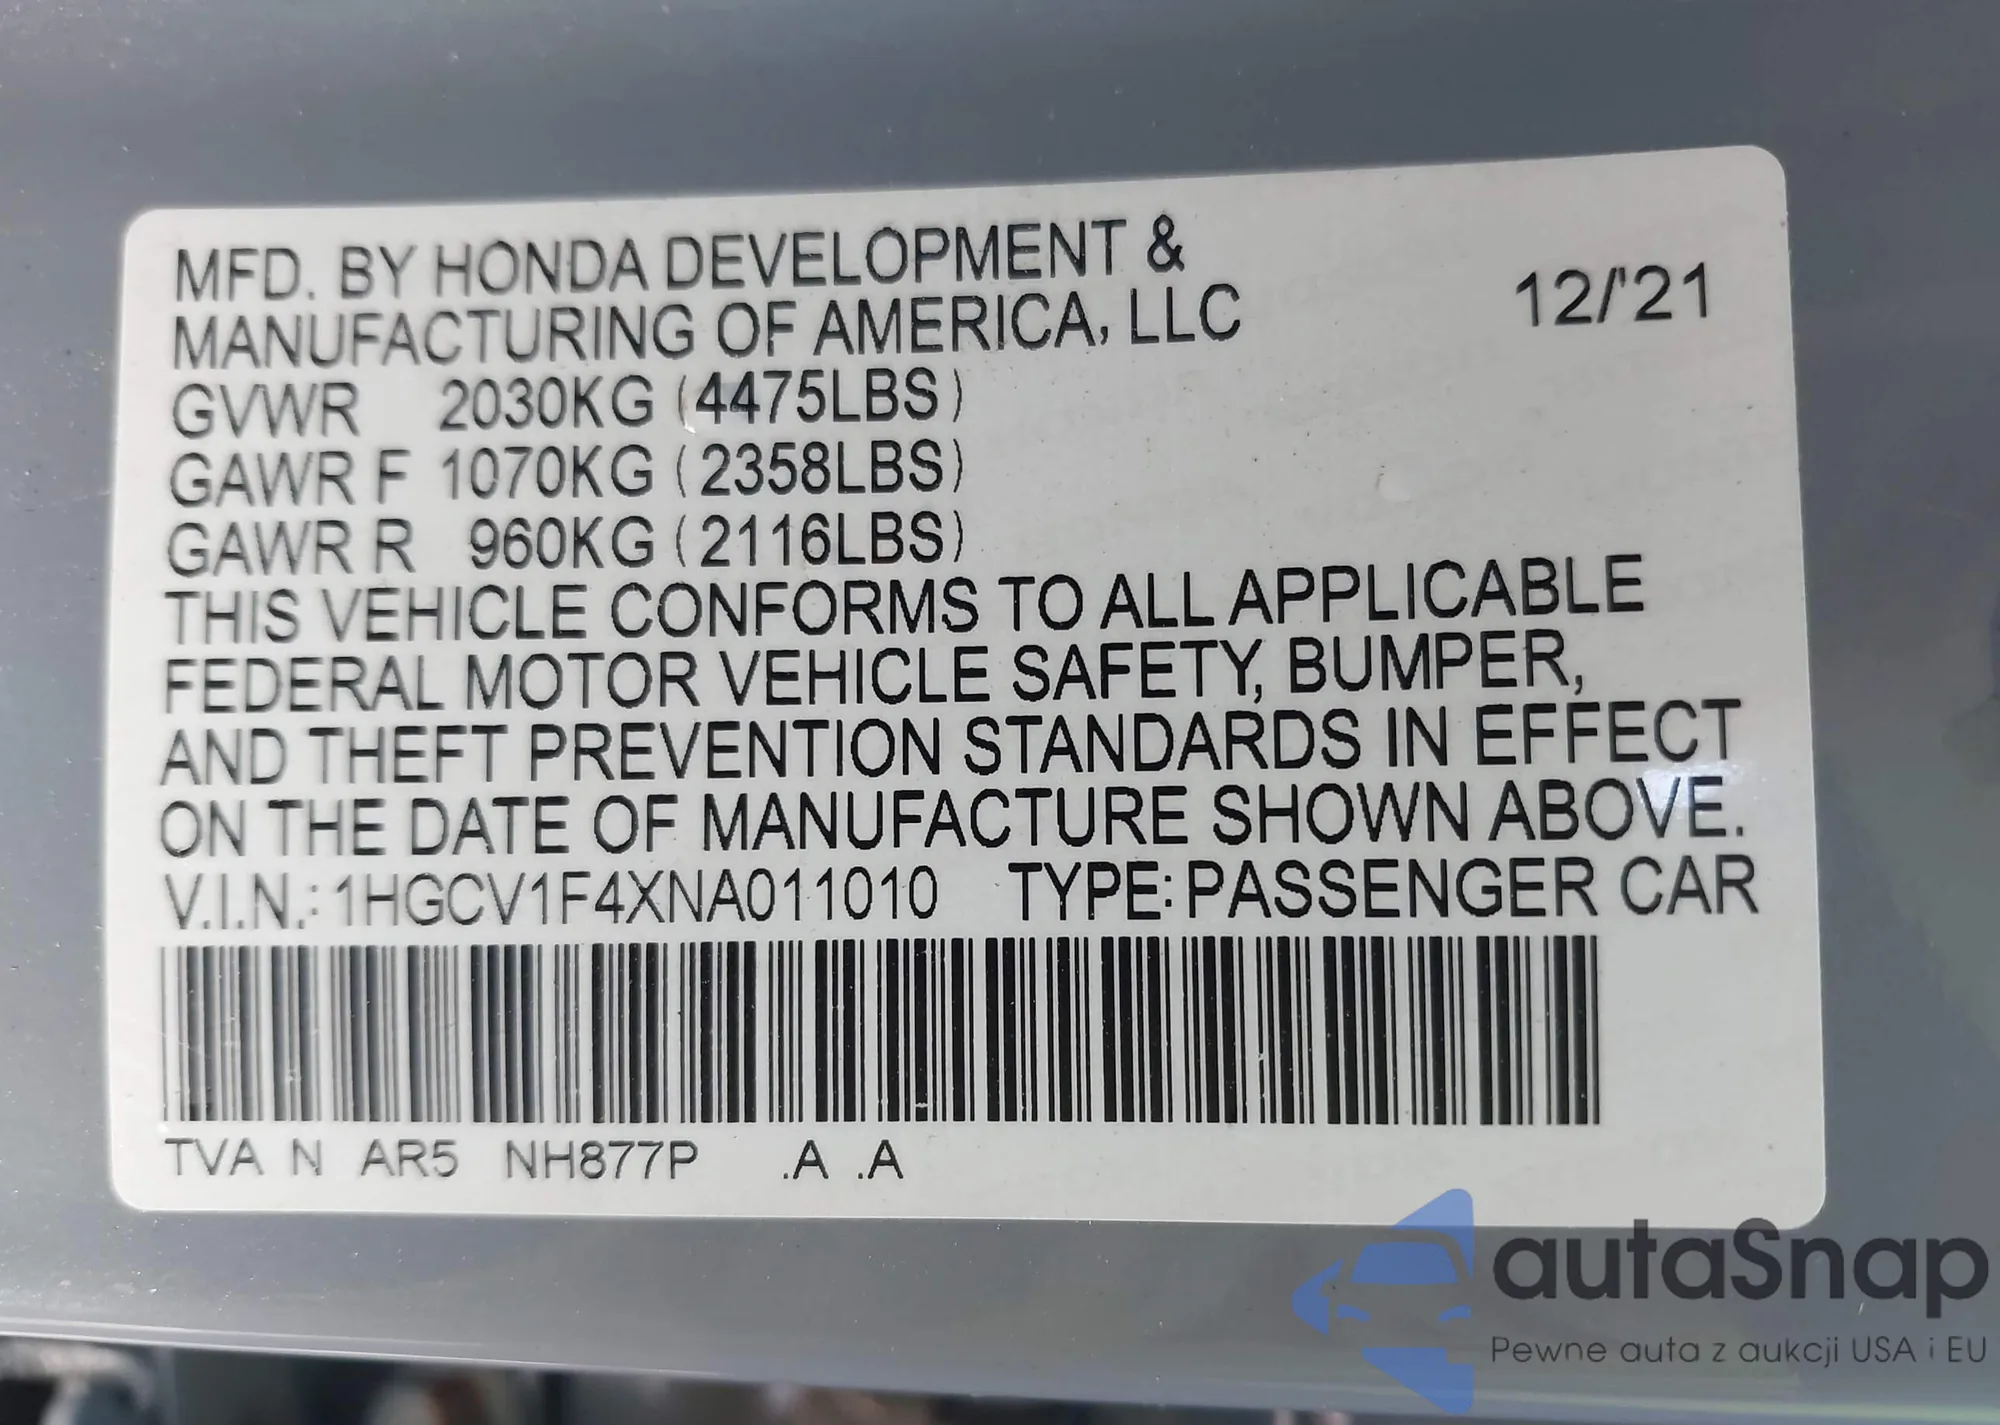 MFD. BY HONDA DEVELOPMENT &
MANUFACTURING OF AMERICA, LLC
12/'21
GVWR 2030KG (4475LBS)
GAWR F 1070KG (2358LBS)
GAWR R 960KG (2116LBS)
THIS VEHICLE CONFORMS TO ALL APPLICABLE
FEDERAL MOTOR VEHICLE SAFETY, BUMPER,
AND THEFT PREVENTION STANDARDS IN EFFECT
ON THE DATE OF MANUFACTURE SHOWN ABOVE.
V.I.N.: 1HGCV1F4XNA011010 TYPE: PASSENGER CAR
TVA N AR5 NH877P .A .A
autaSnap
Pewne auta z aukcji USA i EU